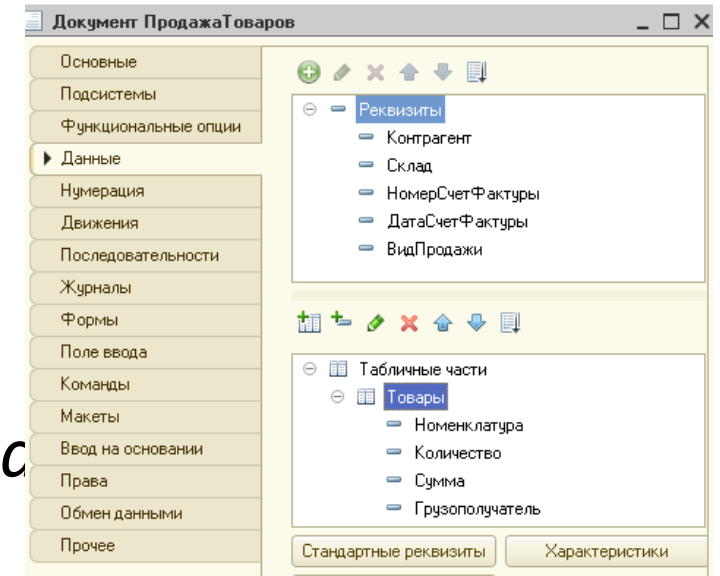 Документ ПродажаТоваров
Основные
Подсистемы
Функциональные опции
Данные
Нумерация
Движения
Последовательности
Журналы
Формы
Поле ввода
Команды
Макеты
Ввод на основании
Права
Обмен данными
Прочее
Реквизиты
Контрагент
Склад
НомерСчетФактуры
ДатаСчетФактуры
ВидПродажи
Табличные части
Товары
Номенклатура
Количество
Сумма
Грузополучатель
Стандартные реквизиты
Характеристики